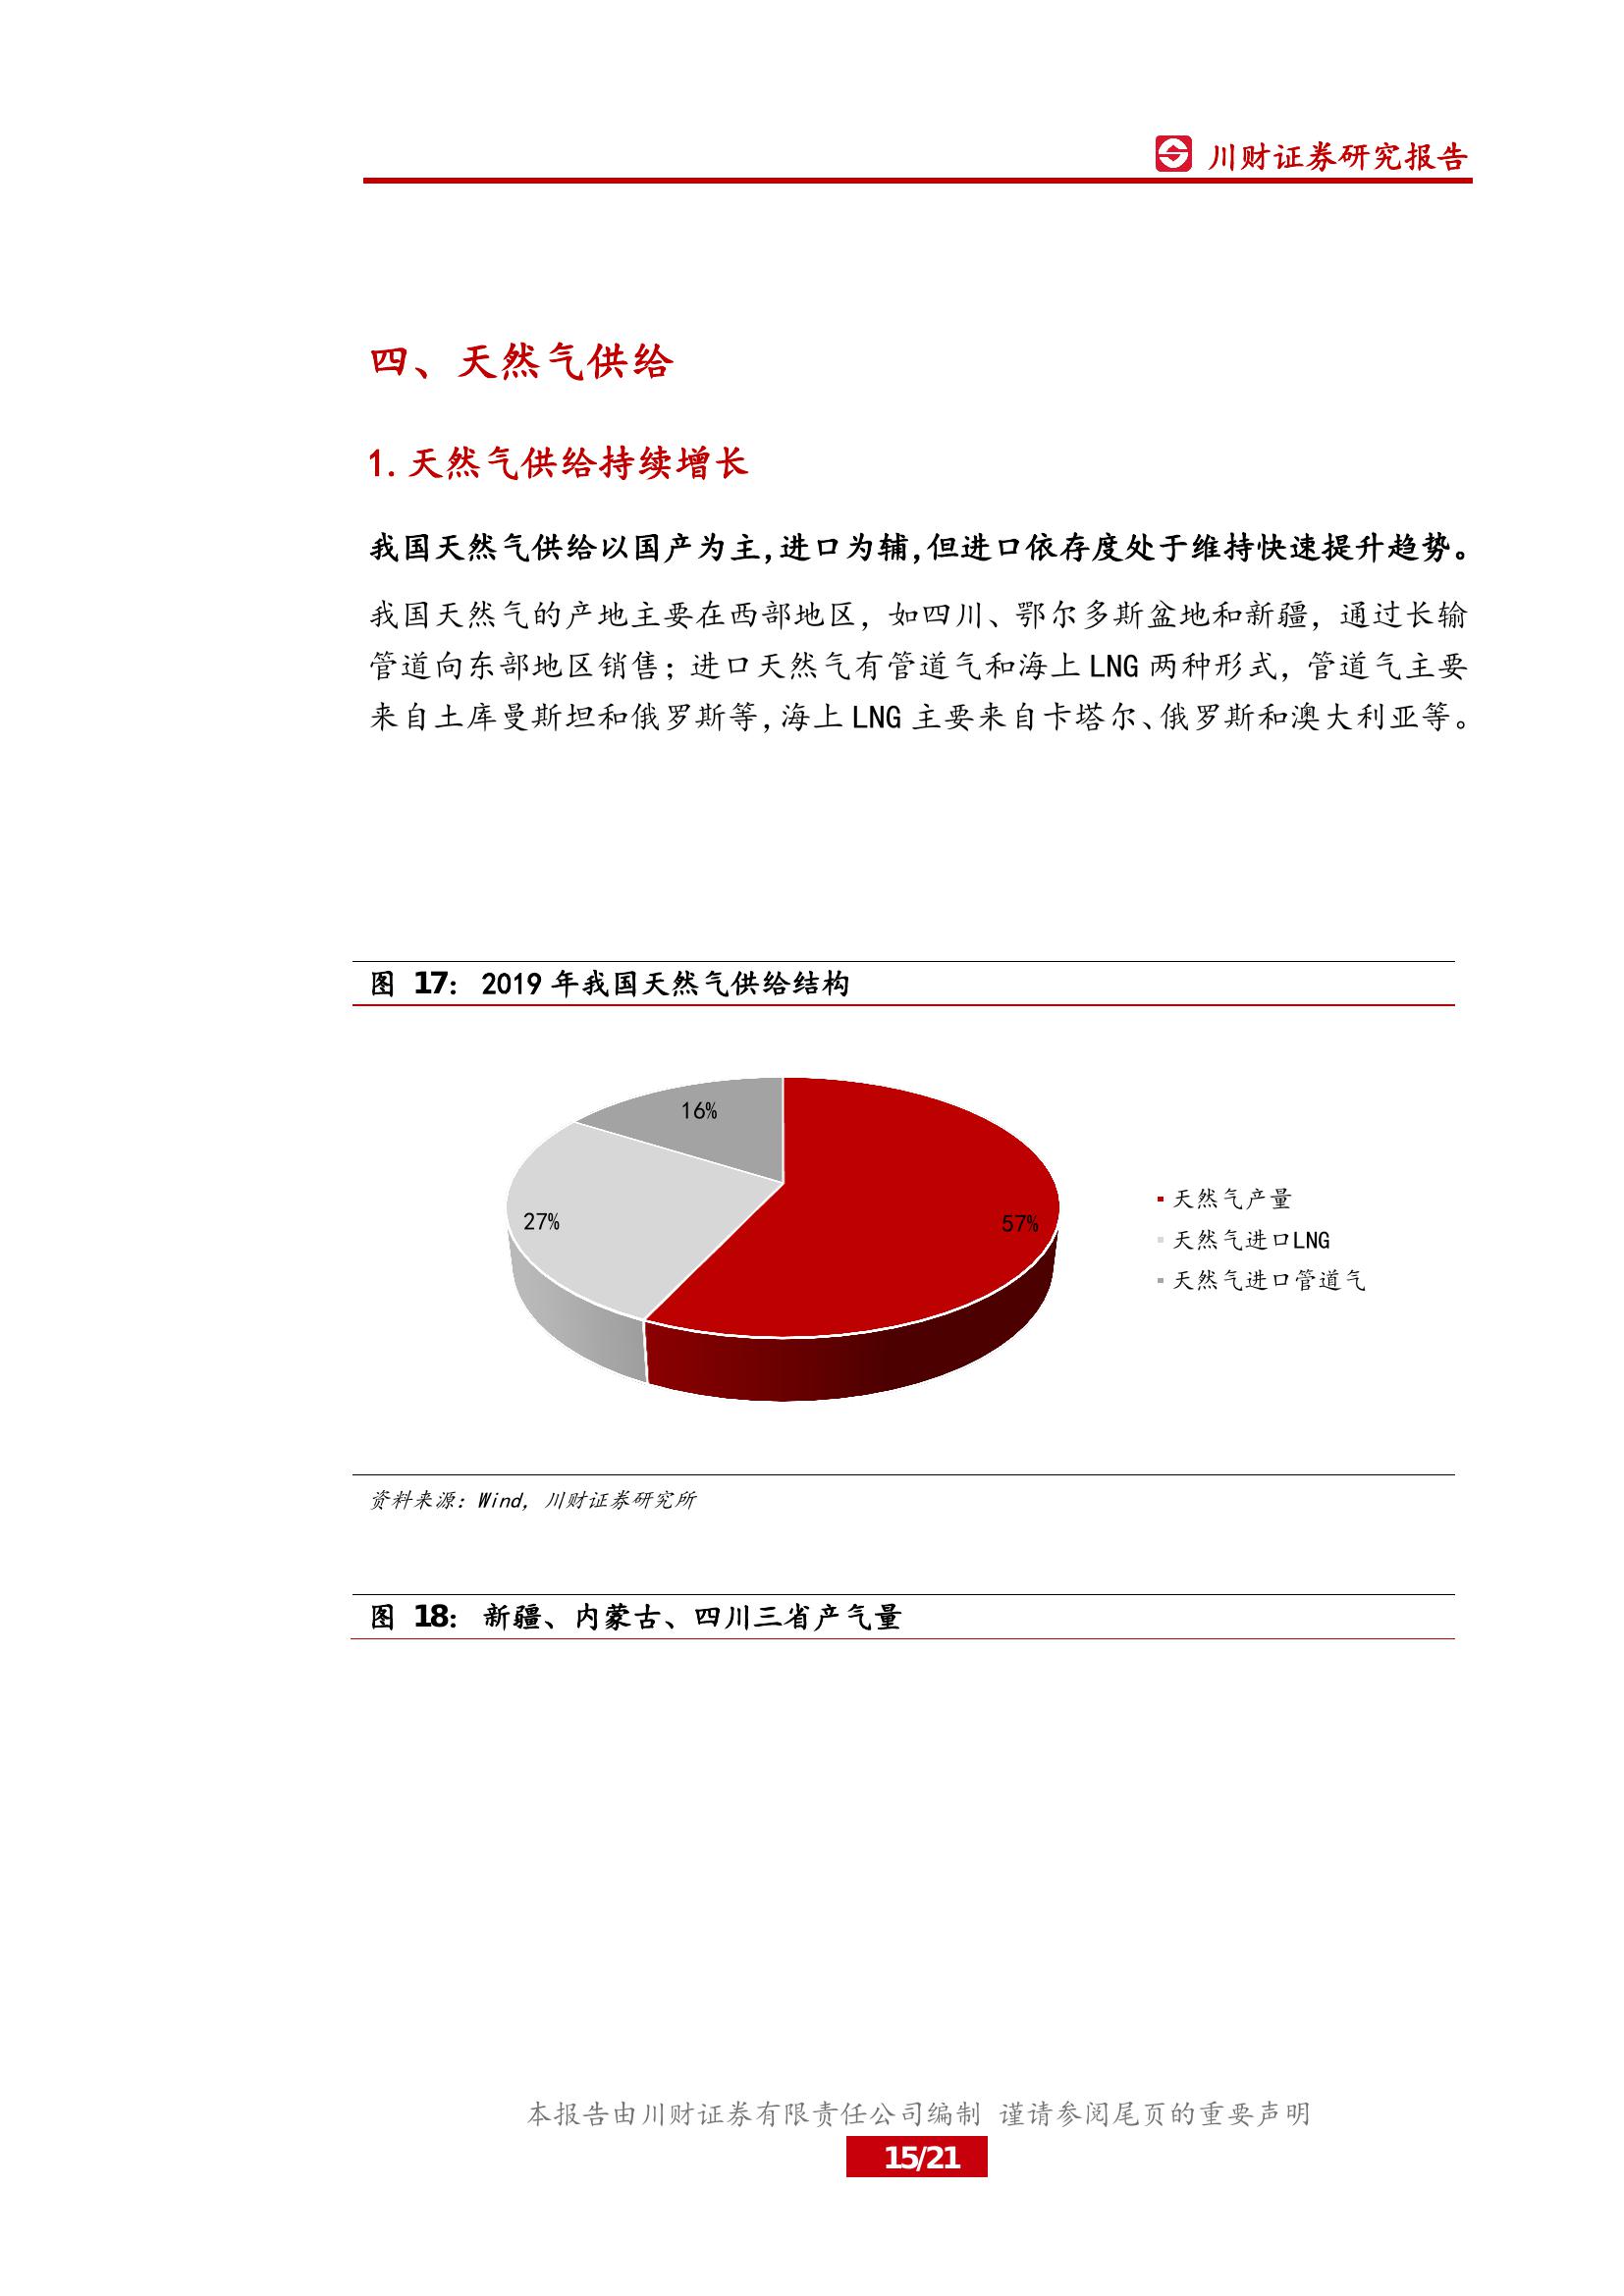 川财证券研究报告
四、天然气供给
1.天然气供给持续增长
我国天然气供给以国产为主,进口为辅,但进口依存度处于维持快速提升趋势。
我国天然气的产地主要在西部地区，如四川、鄂尔多斯盆地和新疆，通过长输
管道向东部地区销售；进口天然气有管道气和海上 LNG 两种形式，管道气主要
来自土库曼斯坦和俄罗斯等,海上 LNG 主要来自卡塔尔、俄罗斯和澳大利亚等。
图 17： 2019 年我国天然气供给结构
16%
27%
57%
天然气产量
天然气进口LNG
天然气进口管道气
资料来源：Wind，川财证券研究所
图 18： 新疆、内蒙古、四川三省产气量
本报告由川财证券有限责任公司编制 谨请参阅尾页的重要声明
15/21